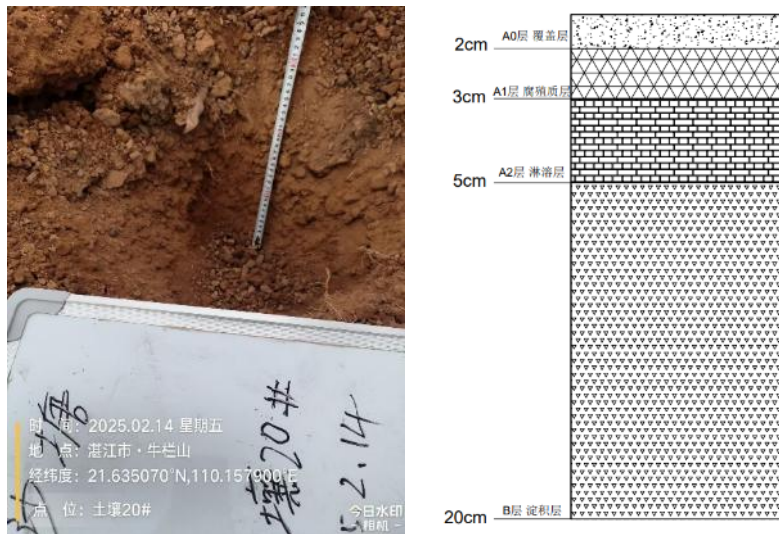 土壤
壤20#
2.14
时 间：2025.02.14 星期五
地 点：湛江市·牛栏山
经纬度：21.635070°N,110.157900°E
点 位：土壤20#
今日水印
相机
2cm A0层 覆盖层
3cm A1层 腐殖质层
5cm A2层 淋溶层
20cm B层 淀积层